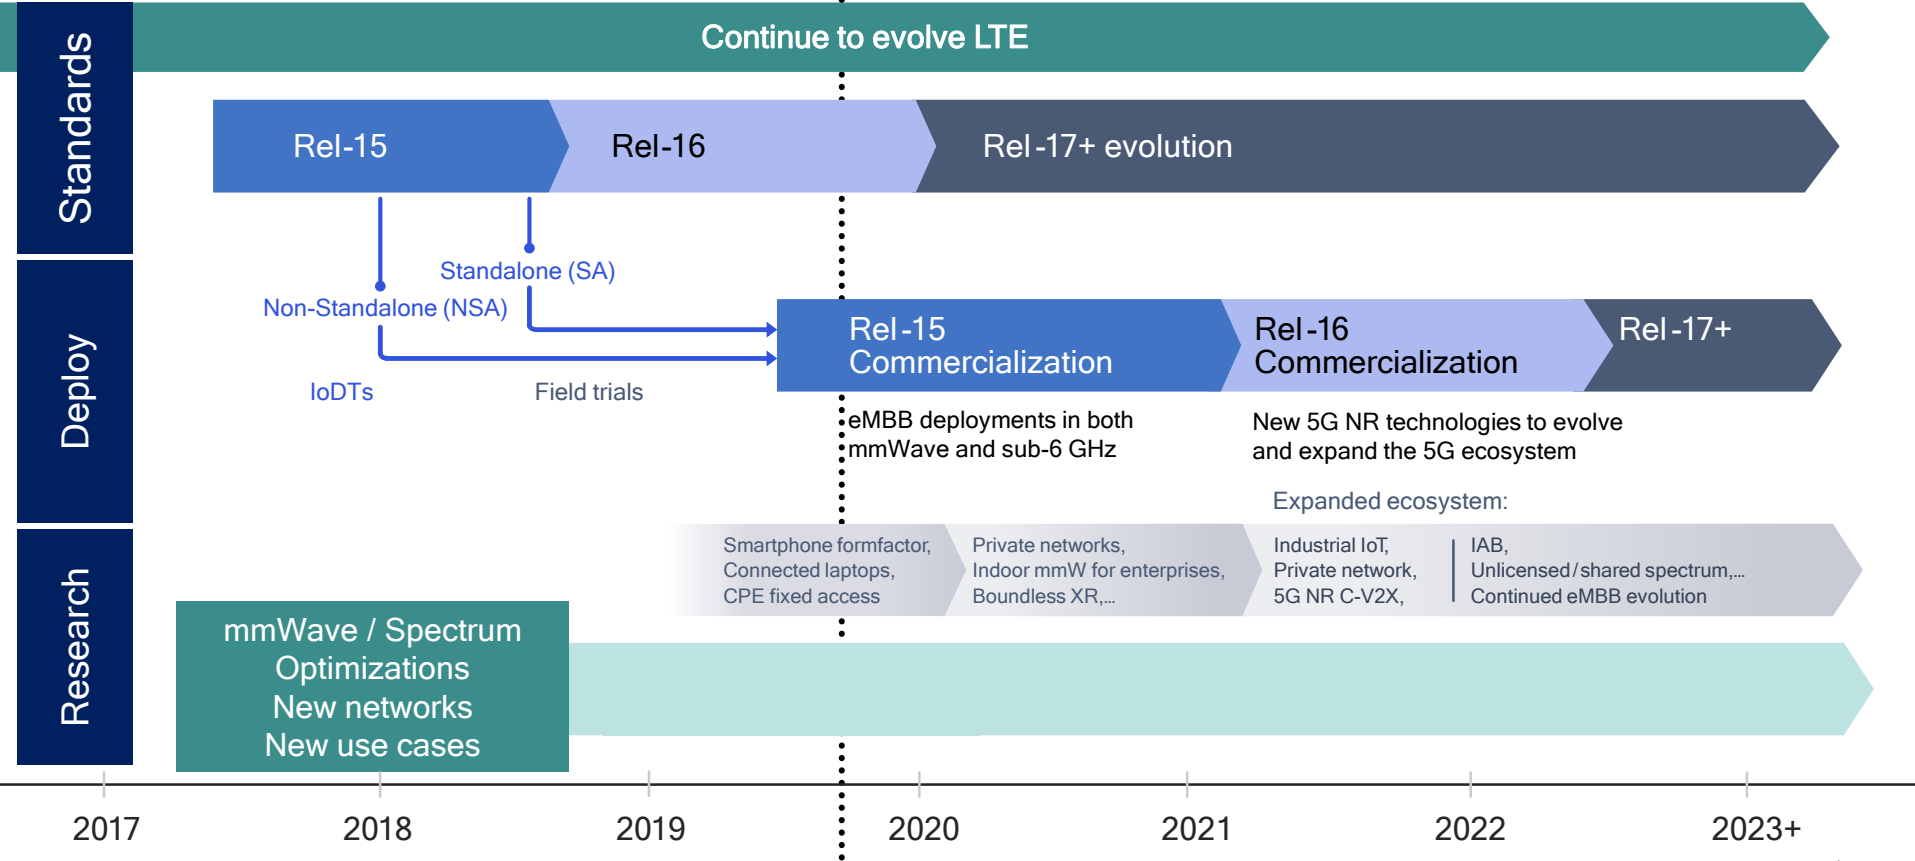 Standards
Continue to evolve LTE
Rel-15
Rel-16
Rel-17+ evolution
Standalone (SA)
Non-Standalone (NSA)
Deploy
Rel-15
Commercialization
Rel-16
Commercialization
Rel-17+
IoDTs
Field trials
eMBB deployments in both
mmWave and sub-6 GHz
New 5G NR technologies to evolve
and expand the 5G ecosystem
Expanded ecosystem:
Research
Smartphone formfactor,
Connected laptops,
CPE fixed access
Private networks,
Indoor mmW for enterprises,
Boundless XR,...
Industrial IoT,
Private network,
5G NR C-V2X,
IAB,
Unlicensed/shared spectrum,...
Continued eMBB evolution
mmWave / Spectrum
Optimizations
New networks
New use cases
2017
2018
2019
2020
2021
2022
2023+